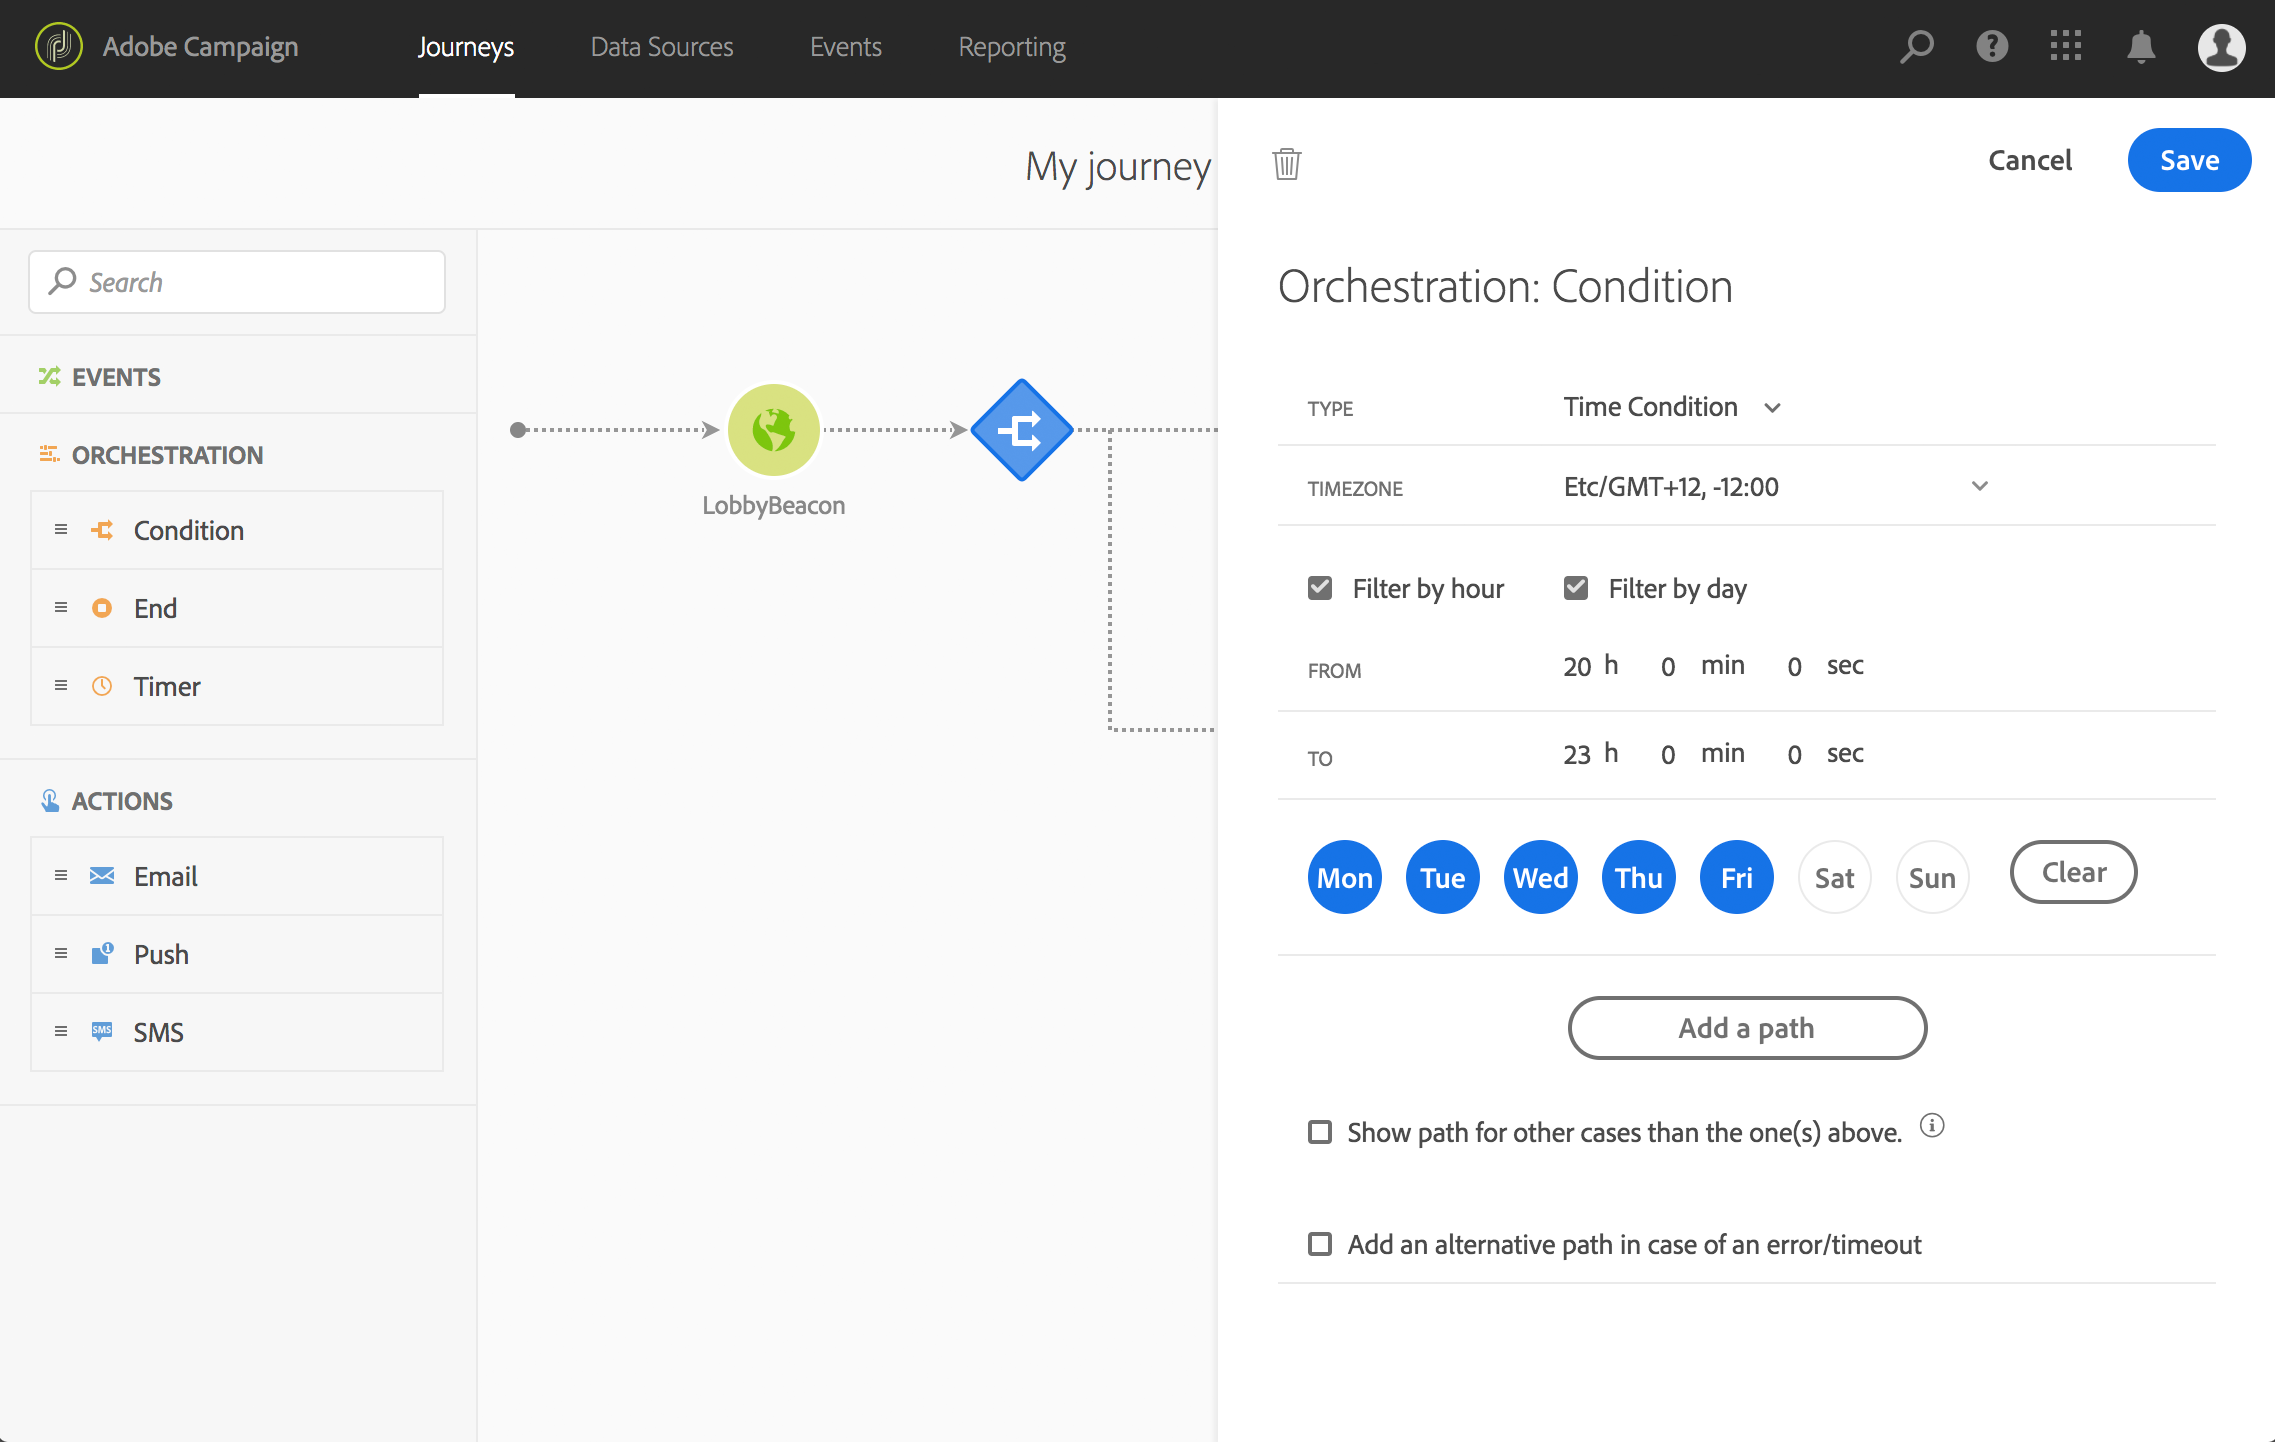 Adobe Campaign
Journeys
Data Sources
Events
Reporting
My journey
Cancel
Save
Search
EVENTS
ORCHESTRATION
Condition
End
Timer
ACTIONS
Email
Push
1
SMS
SMS
LobbyBeacon
Orchestration: Condition
TYPE Time Condition
TIMEZONE Etc/GMT+12, -12:00
Filter by hour Filter by day
FROM 20 h 0 min 0 sec
TO 23 h 0 min 0 sec
Mon Tue Wed Thu Fri Sat Sun Clear
Add a path
Show path for other cases than the one(s) above.
Add an alternative path in case of an error/timeout